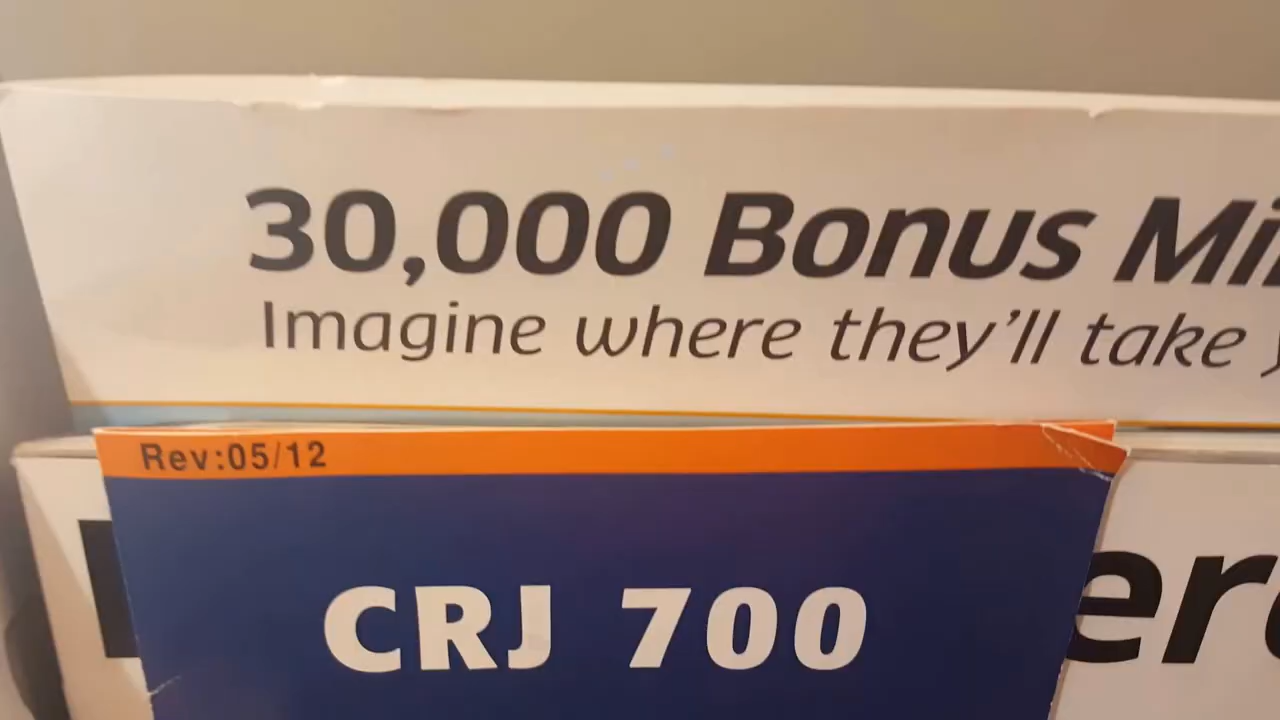 30,000 Bonus
Imagine where they'll take
Rev:05/12
CRJ 700